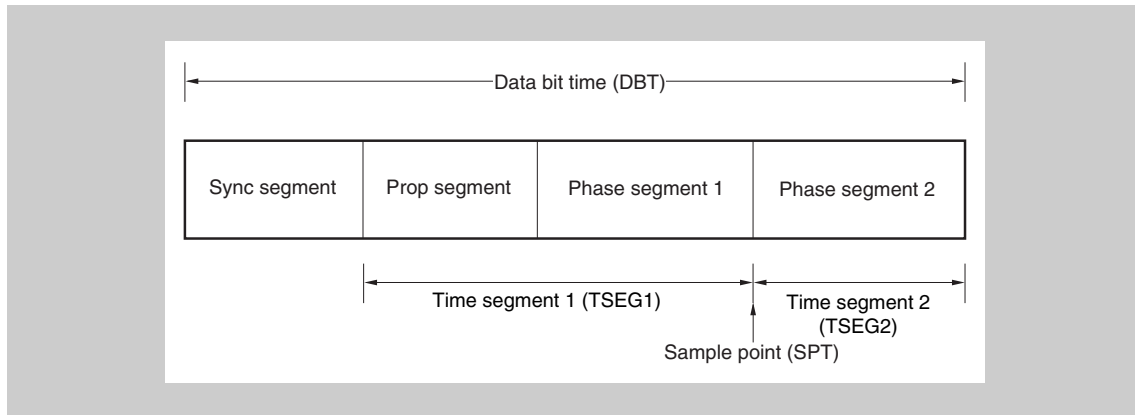 Data bit time (DBT)
Sync segment
Prop segment
Phase segment 1
Phase segment 2
Time segment 1 (TSEG1)
Time segment 2
(TSEG2)
Sample point (SPT)